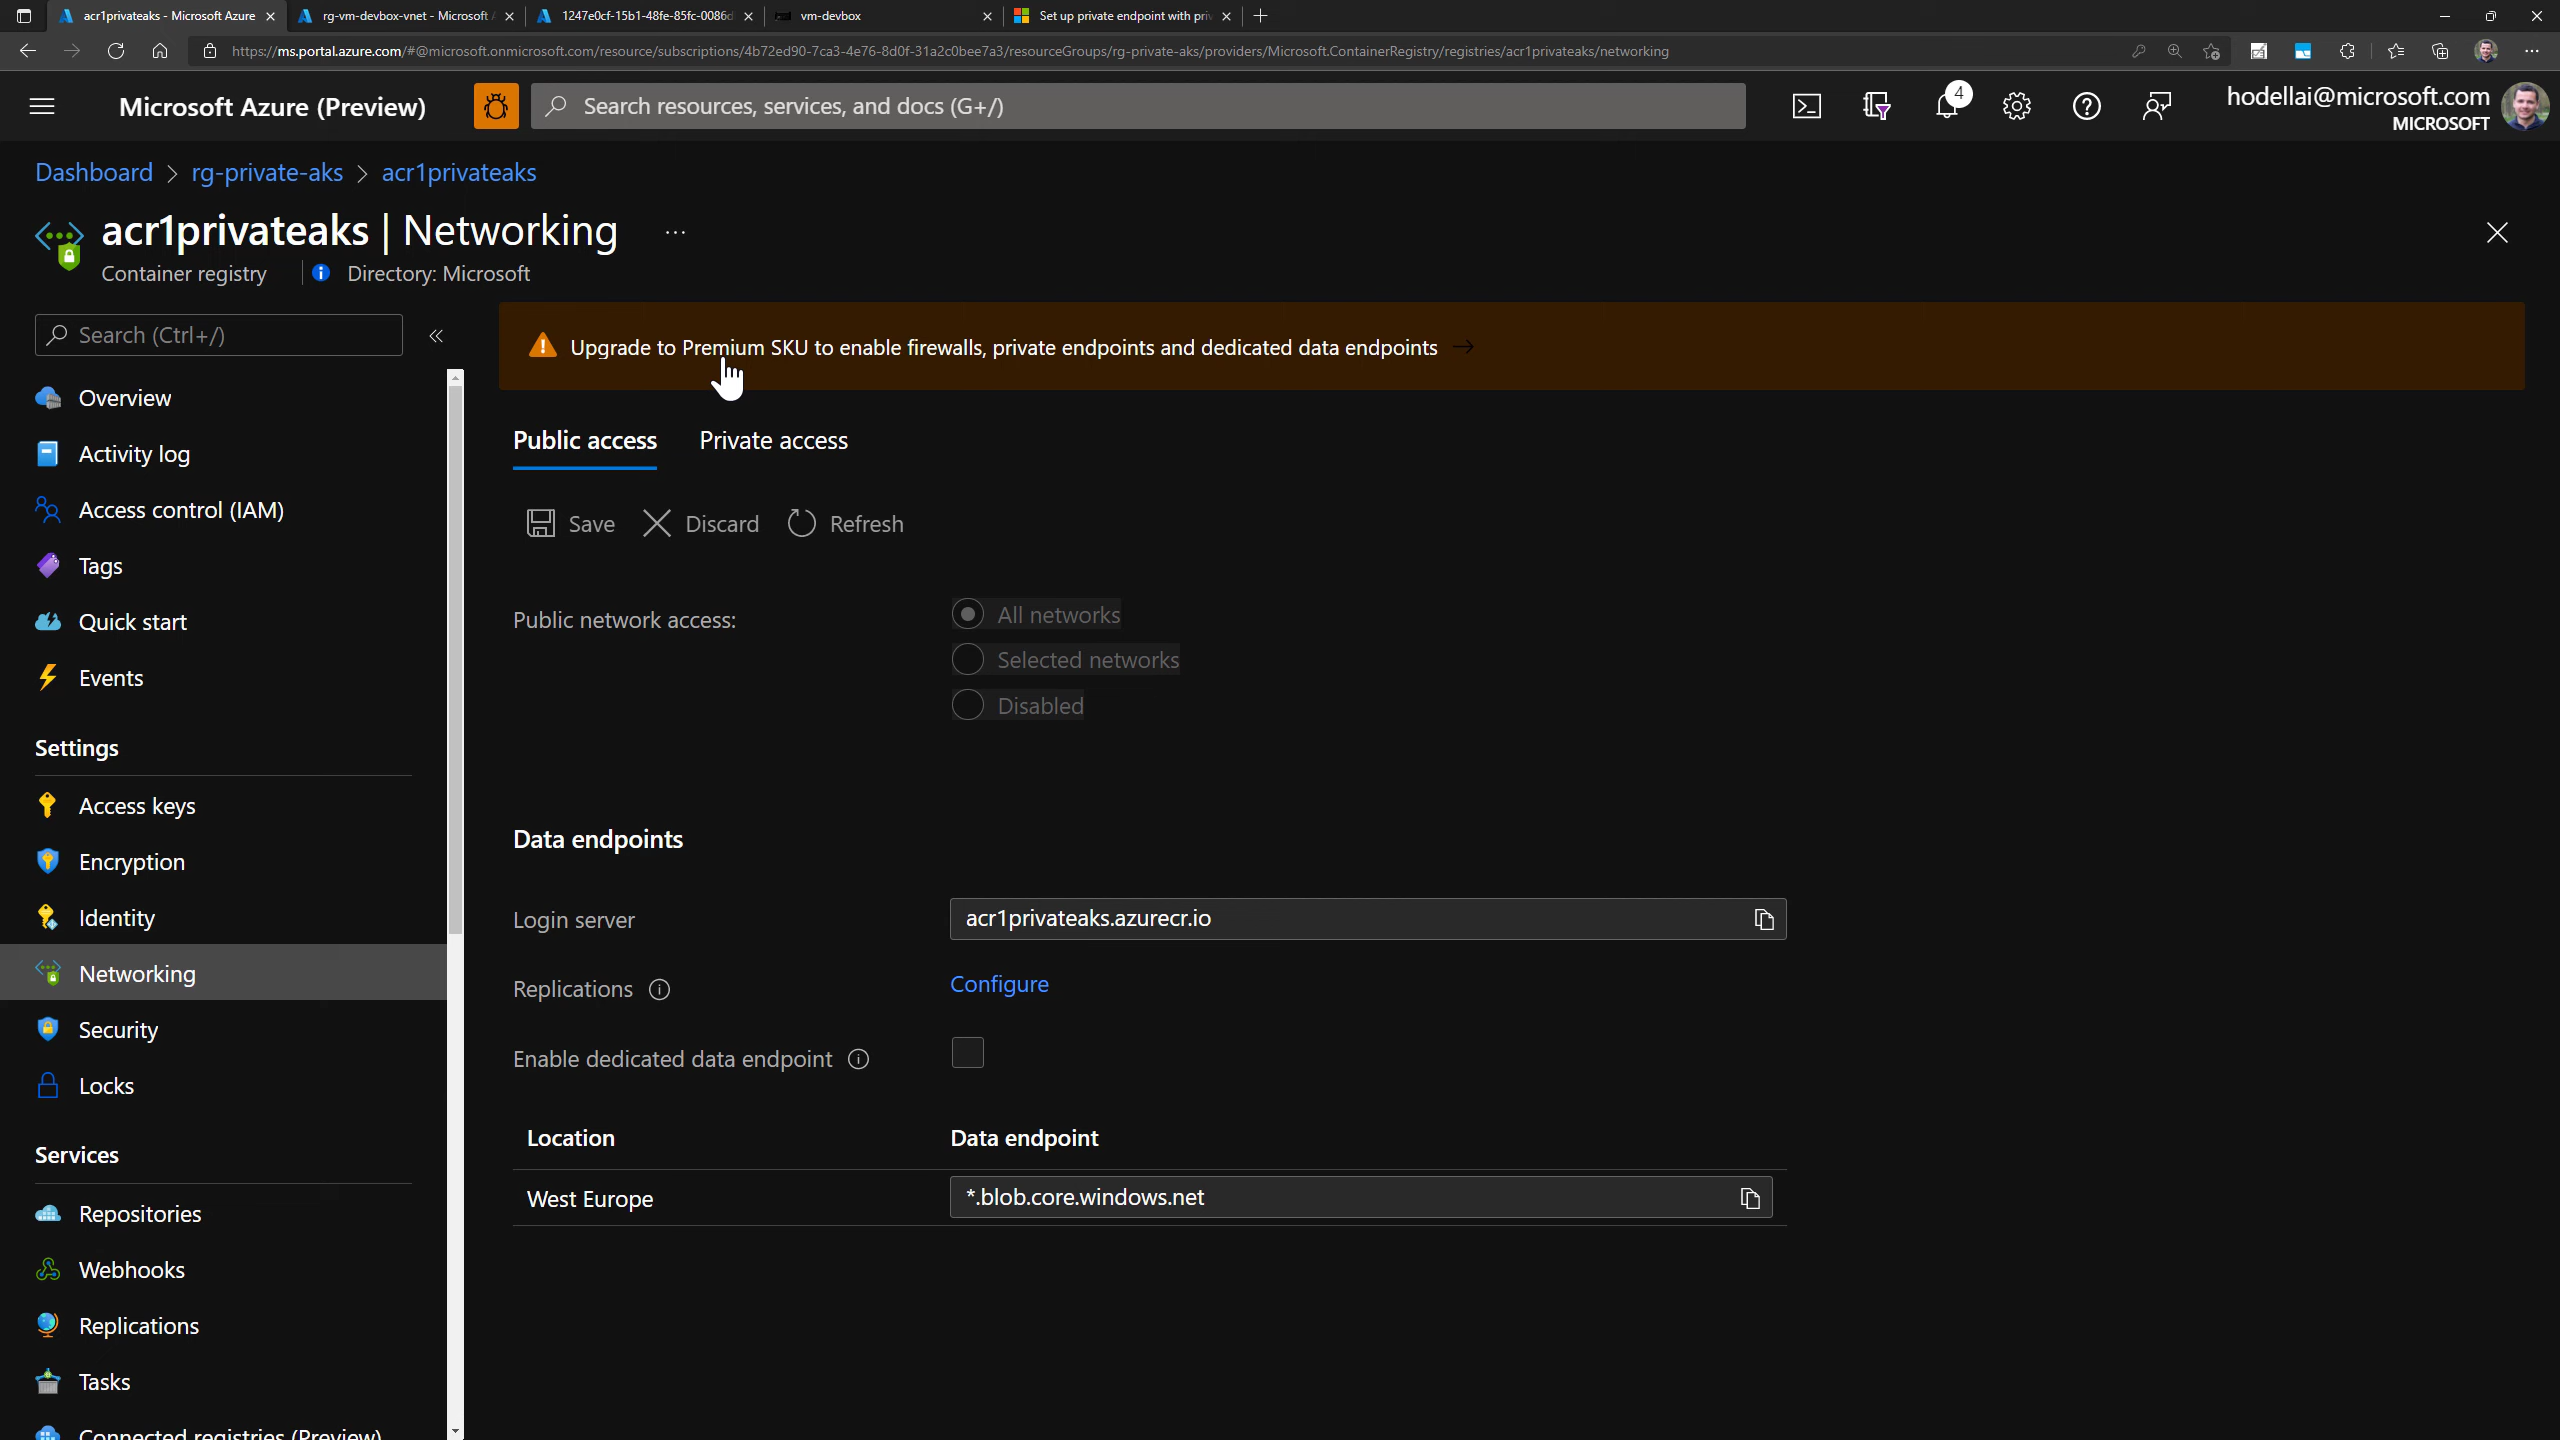 acr1privateaks - Microsoft Azure
rg-vm-devbox-vnet - Microsoft A
1247e0cf-15b1-48fe-85fc-0086d
vm-devbox
Set up private endpoint with priv
https://ms.portal.azure.com/#@microsoft.onmicrosoft.com/resource/subscriptions/4b72ed90-7ca3-4e76-8d0f-31a2c0bee7a3/resourceGroups/rg-private-aks/providers/Microsoft.ContainerRegistry/registries/acr1privateaks/networking
Microsoft Azure (Preview)
Search resources, services, and docs (G+/)
4
hodellai@microsoft.com
MICROSOFT
Dashboard > rg-private-aks > acr1privateaks
acr1privateaks | Networking ...
Container registry
Directory: Microsoft
Search (Ctrl+/)
«
Overview
Activity log
Access control (IAM)
Tags
Quick start
Events
Settings
Access keys
Encryption
Identity
Networking
Security
Locks
Services
Repositories
Webhooks
Replications
Tasks
Connected registries (Preview)
Upgrade to Premium SKU to enable firewalls, private endpoints and dedicated data endpoints →
Public access
Private access
Save
Discard
Refresh
Public network access:
All networks
Selected networks
Disabled
Data endpoints
Login server
acr1privateaks.azurecr.io
Replications
Configure
Enable dedicated data endpoint
Location
Data endpoint
West Europe
*.blob.core.windows.net